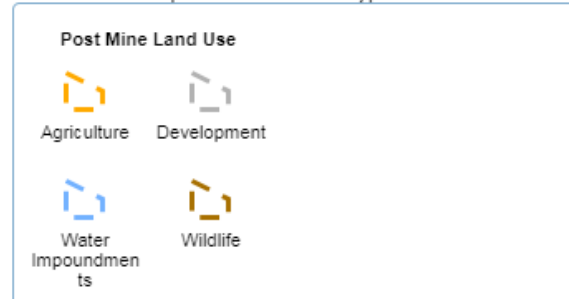 Post Mine Land Use
Agriculture
Development
Water
Impoundmen
ts
Wildlife